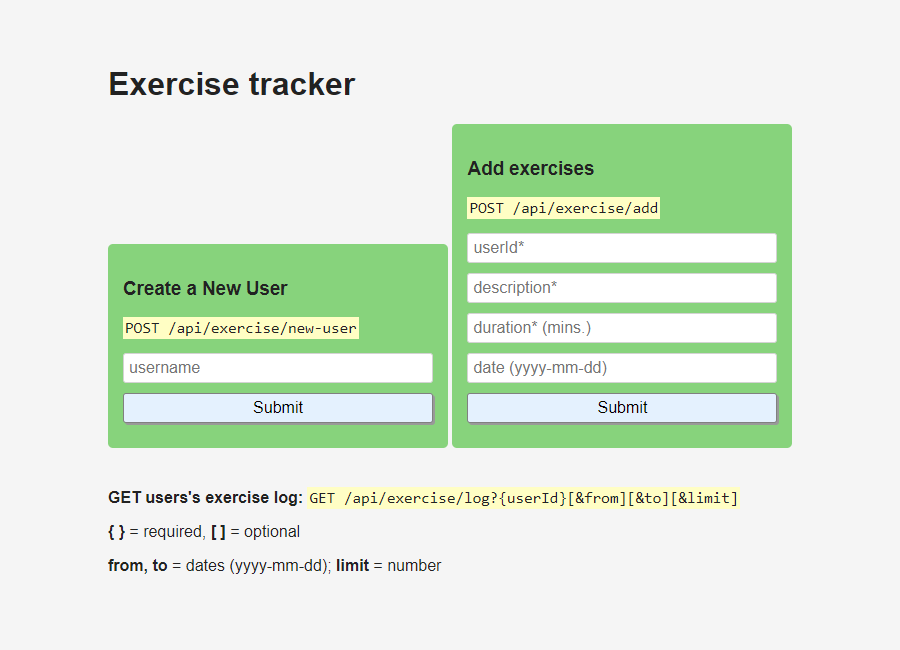 Exercise tracker
Create a New User
POST /api/exercise/new-user
username
Submit
Add exercises
POST /api/exercise/add
userId*
description*
duration* (mins.)
date (yyyy-mm-dd)
Submit
GET users's exercise log: GET /api/exercise/log?{userId}[&from][&to][&limit]
{ } = required, [ ] = optional
from, to = dates (yyyy-mm-dd); limit = number